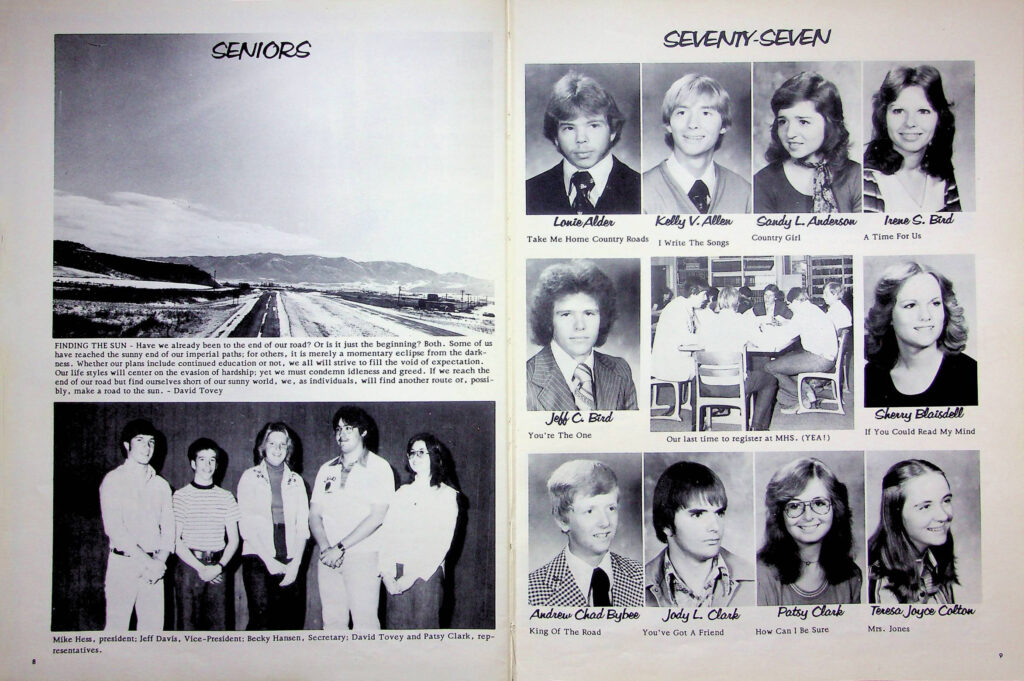 SENIORS
FINDING THE SUN - Have we already been to the end of our road? Or is it just the beginning? Both. Some of us
have reached the sunny end of our imperial paths; for others, it is merely a momentary eclipse from the dark-
ness. Whether our plans include continued education or not, we all will strive to fill the void of expectation.
Our life styles will center on the evasion of hardship; yet we must condemn idleness and greed. If we reach the
end of our road but find ourselves short of our sunny world, we, as individuals, will find another route or, possi-
bly, make a road to the sun. - David Tovey
Mike Hess, president; Jeff Davis, Vice-President; Becky Hansen, Secretary; David Tovey and Patsy Clark, rep-
resentatives.
8
SEVENTY-SEVEN
Lonie Alder
Kelly V. Allen
Sandy L. Anderson
Irene S. Bird
Take Me Home Country Roads
I Write The Songs
Country Girl
A Time For Us
Jeff C. Bird
Sherry Blaisdell
You're The One
Our last time to register at MHS. (YEA!)
If You Could Read My Mind
Andrew Chad Bybee
Jody L. Clark
Patsy Clark
Teresa Joyce Colton
King Of The Road
You've Got A Friend
How Can I Be Sure
Mrs. Jones
9